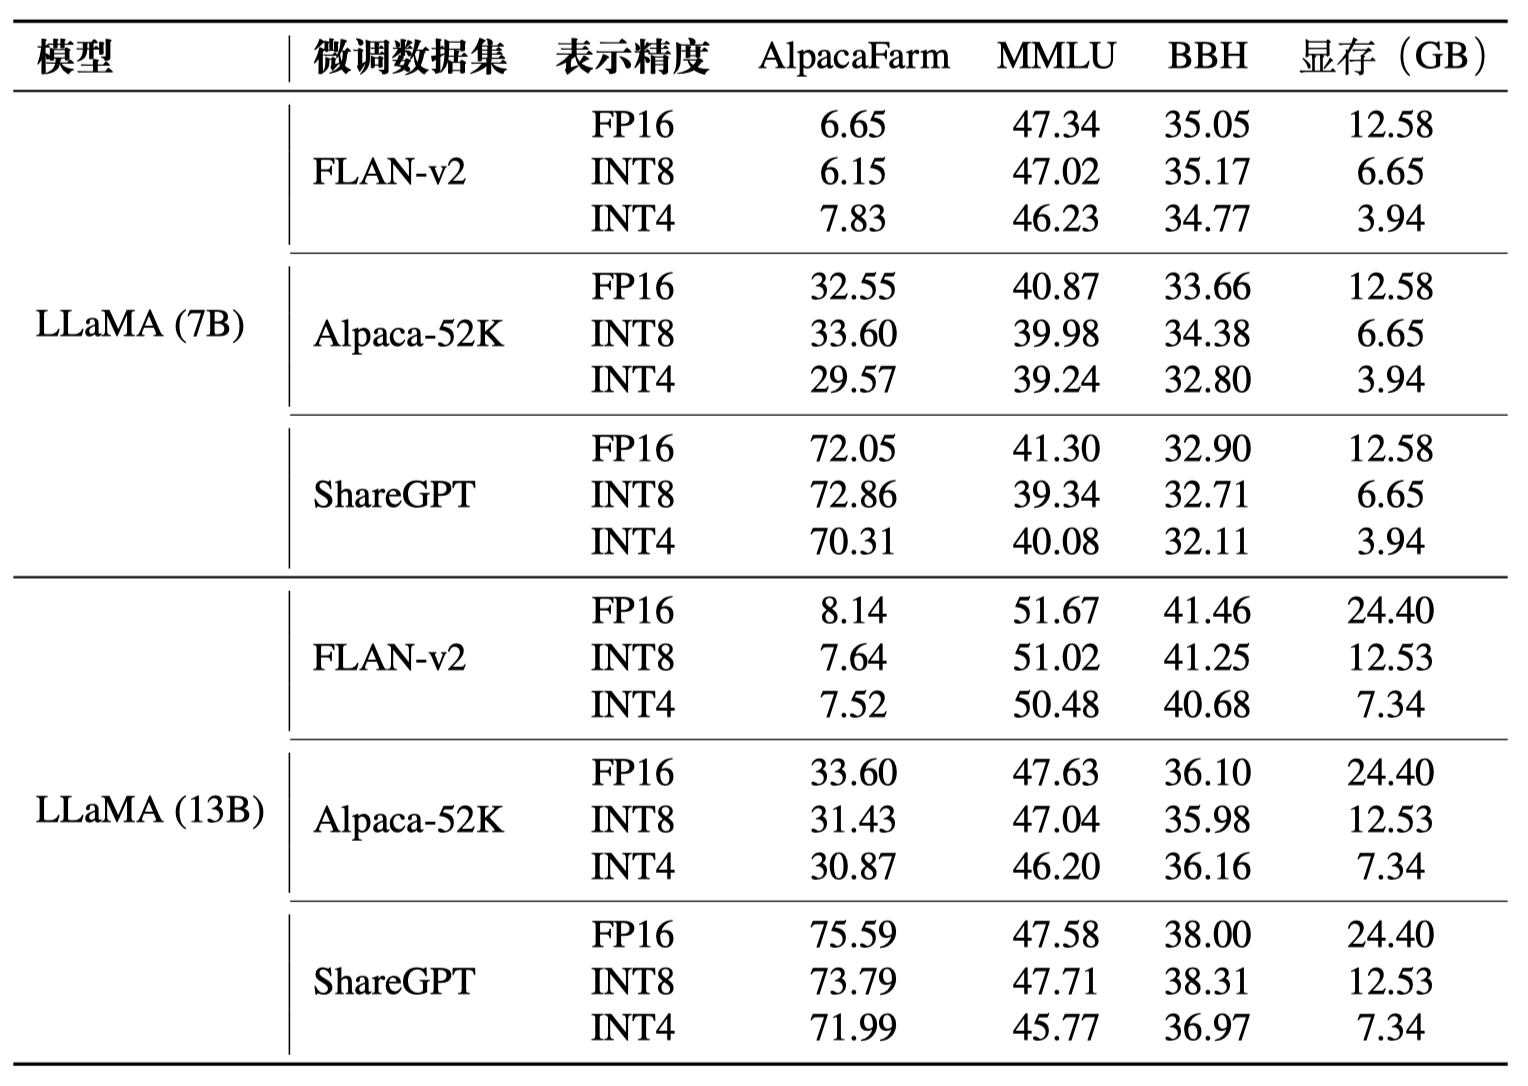 模型 微调数据集 表示精度 AlpacaFarm MMLU BBH 显存（GB）
FP16 6.65 47.34 35.05 12.58
FLAN-v2 INT8 6.15 47.02 35.17 6.65
INT4 7.83 46.23 34.77 3.94
FP16 32.55 40.87 33.66 12.58
LLaMA (7B) Alpaca-52K INT8 33.60 39.98 34.38 6.65
INT4 29.57 39.24 32.80 3.94
FP16 72.05 41.30 32.90 12.58
ShareGPT INT8 72.86 39.34 32.71 6.65
INT4 70.31 40.08 32.11 3.94
FP16 8.14 51.67 41.46 24.40
FLAN-v2 INT8 7.64 51.02 41.25 12.53
INT4 7.52 50.48 40.68 7.34
FP16 33.60 47.63 36.10 24.40
LLaMA (13B) Alpaca-52K INT8 31.43 47.04 35.98 12.53
INT4 30.87 46.20 36.16 7.34
FP16 75.59 47.58 38.00 24.40
ShareGPT INT8 73.79 47.71 38.31 12.53
INT4 71.99 45.77 36.97 7.34